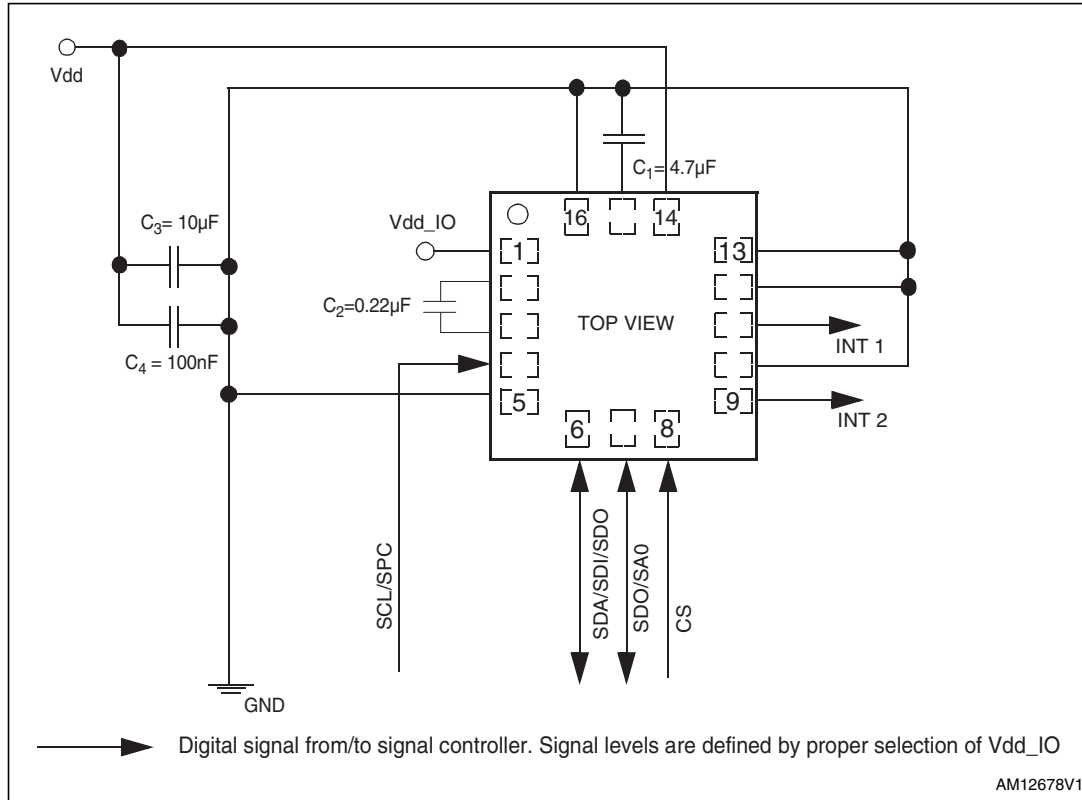 Vdd
C1= 4.7µF
C3= 10µF
Vdd_IO
16
14
1
13
C2=0.22µF
TOP VIEW
INT 1
C4 = 100nF
5
9
INT 2
6
8
SCL/SPC
SDA/SDI/SDO
SDO/SA0
CS
GND
Digital signal from/to signal controller. Signal levels are defined by proper selection of Vdd_IO
AM12678V1